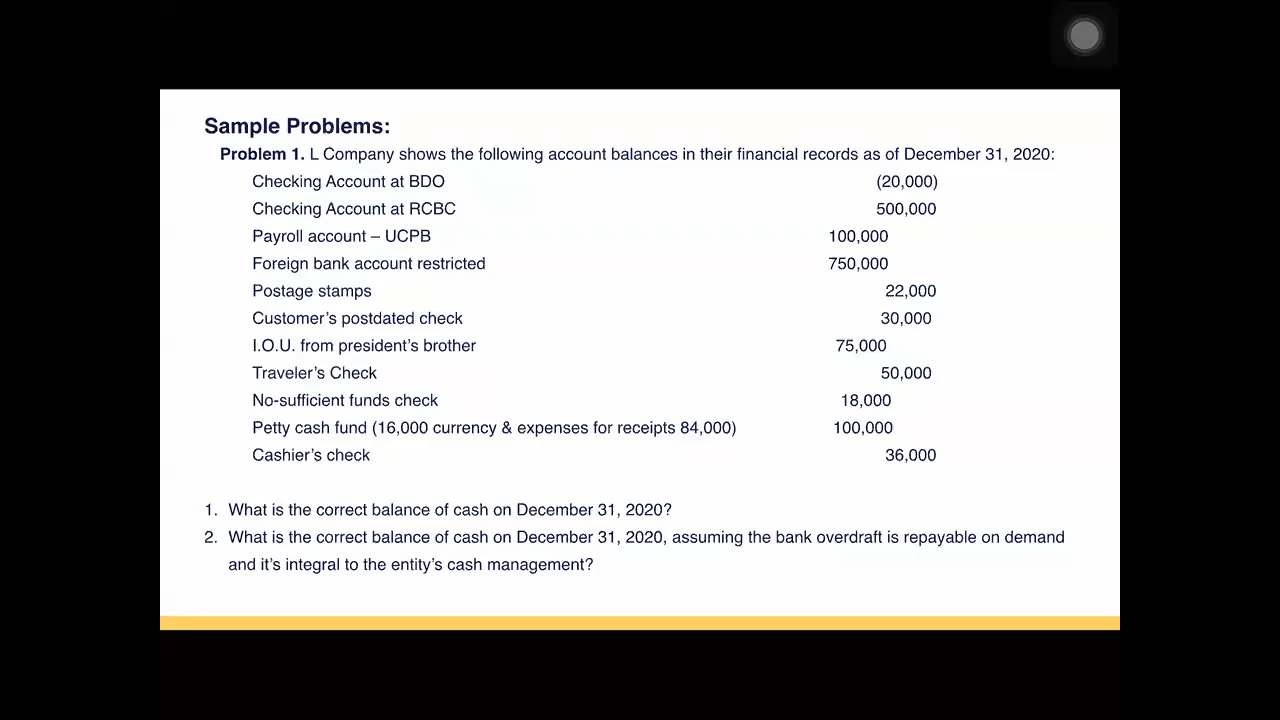 Sample Problems:
Problem 1. L Company shows the following account balances in their financial records as of December 31, 2020:
Checking Account at BDO (20,000)
Checking Account at RCBC 500,000
Payroll account – UCPB 100,000
Foreign bank account restricted 750,000
Postage stamps 22,000
Customer's postdated check 30,000
I.O.U. from president's brother 75,000
Traveler's Check 50,000
No-sufficient funds check 18,000
Petty cash fund (16,000 currency & expenses for receipts 84,000) 100,000
Cashier's check 36,000
1. What is the correct balance of cash on December 31, 2020?
2. What is the correct balance of cash on December 31, 2020, assuming the bank overdraft is repayable on demand
and it's integral to the entity's cash management?